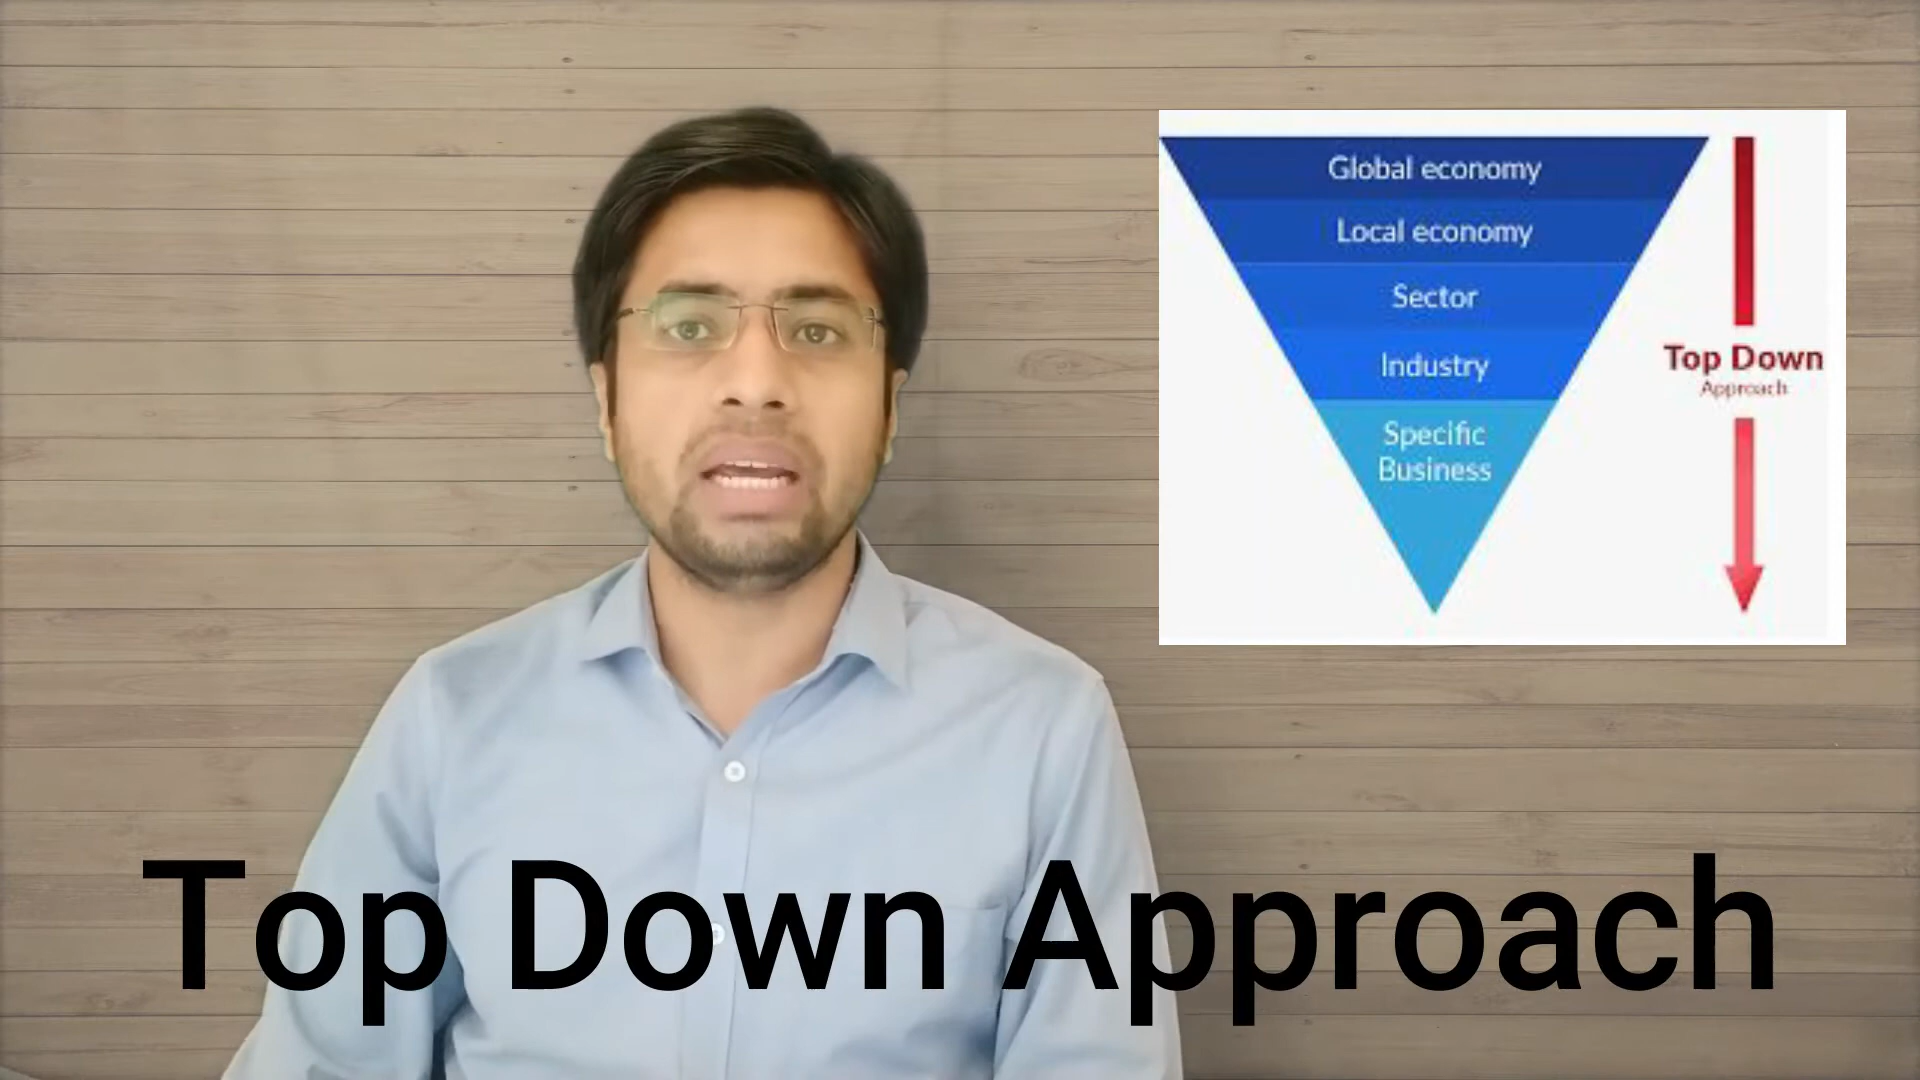 Global economy
Local economy
Sector
Industry
Specific
Business
Top Down
Approach
Top Down Approach